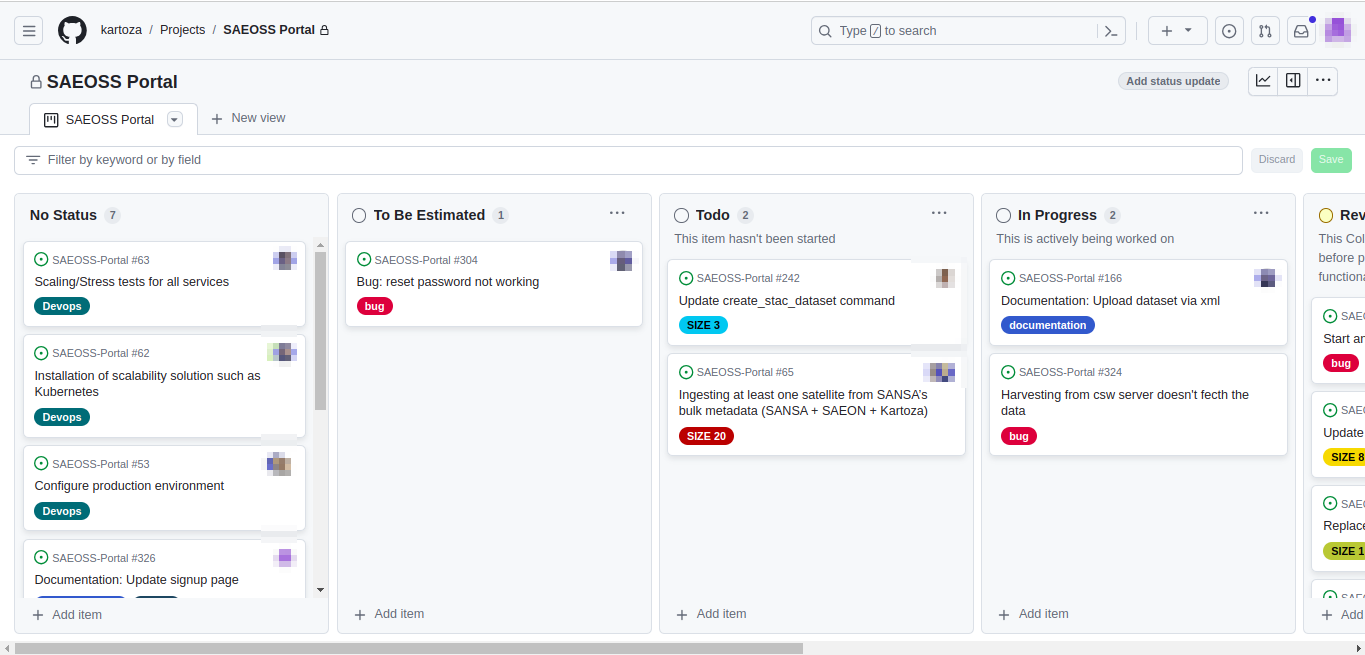 kartoza / Projects / SAEOSS Portal
Type / to search
SAEOSS Portal
Add status update
SAEOSS Portal
New view
Filter by keyword or by field
Discard
Save
No Status 7
SAEOSS-Portal #63
Scaling/Stress tests for all services
Devops
SAEOSS-Portal #62
Installation of scalability solution such as
Kubernetes
Devops
SAEOSS-Portal #53
Configure production environment
Devops
SAEOSS-Portal #326
Documentation: Update signup page
Add item
To Be Estimated 1
SAEOSS-Portal #304
Bug: reset password not working
bug
Add item
Todo 2
This item hasn't been started
SAEOSS-Portal #242
Update create_stac_dataset command
SIZE 3
SAEOSS-Portal #65
Ingesting at least one satellite from SANSA's
bulk metadata (SANSA + SAEON + Kartoza)
SIZE 20
Add item
In Progress 2
This is actively being worked on
SAEOSS-Portal #166
Documentation: Upload dataset via xml
documentation
SAEOSS-Portal #324
Harvesting from csw server doesn't fecth the
data
bug
Add item
Rev
This Col
before p
functiona
SAEO
Start an
bug
SAEO
Update
SIZE 8
SAEO
Replace
SIZE 1
SAEO
Add